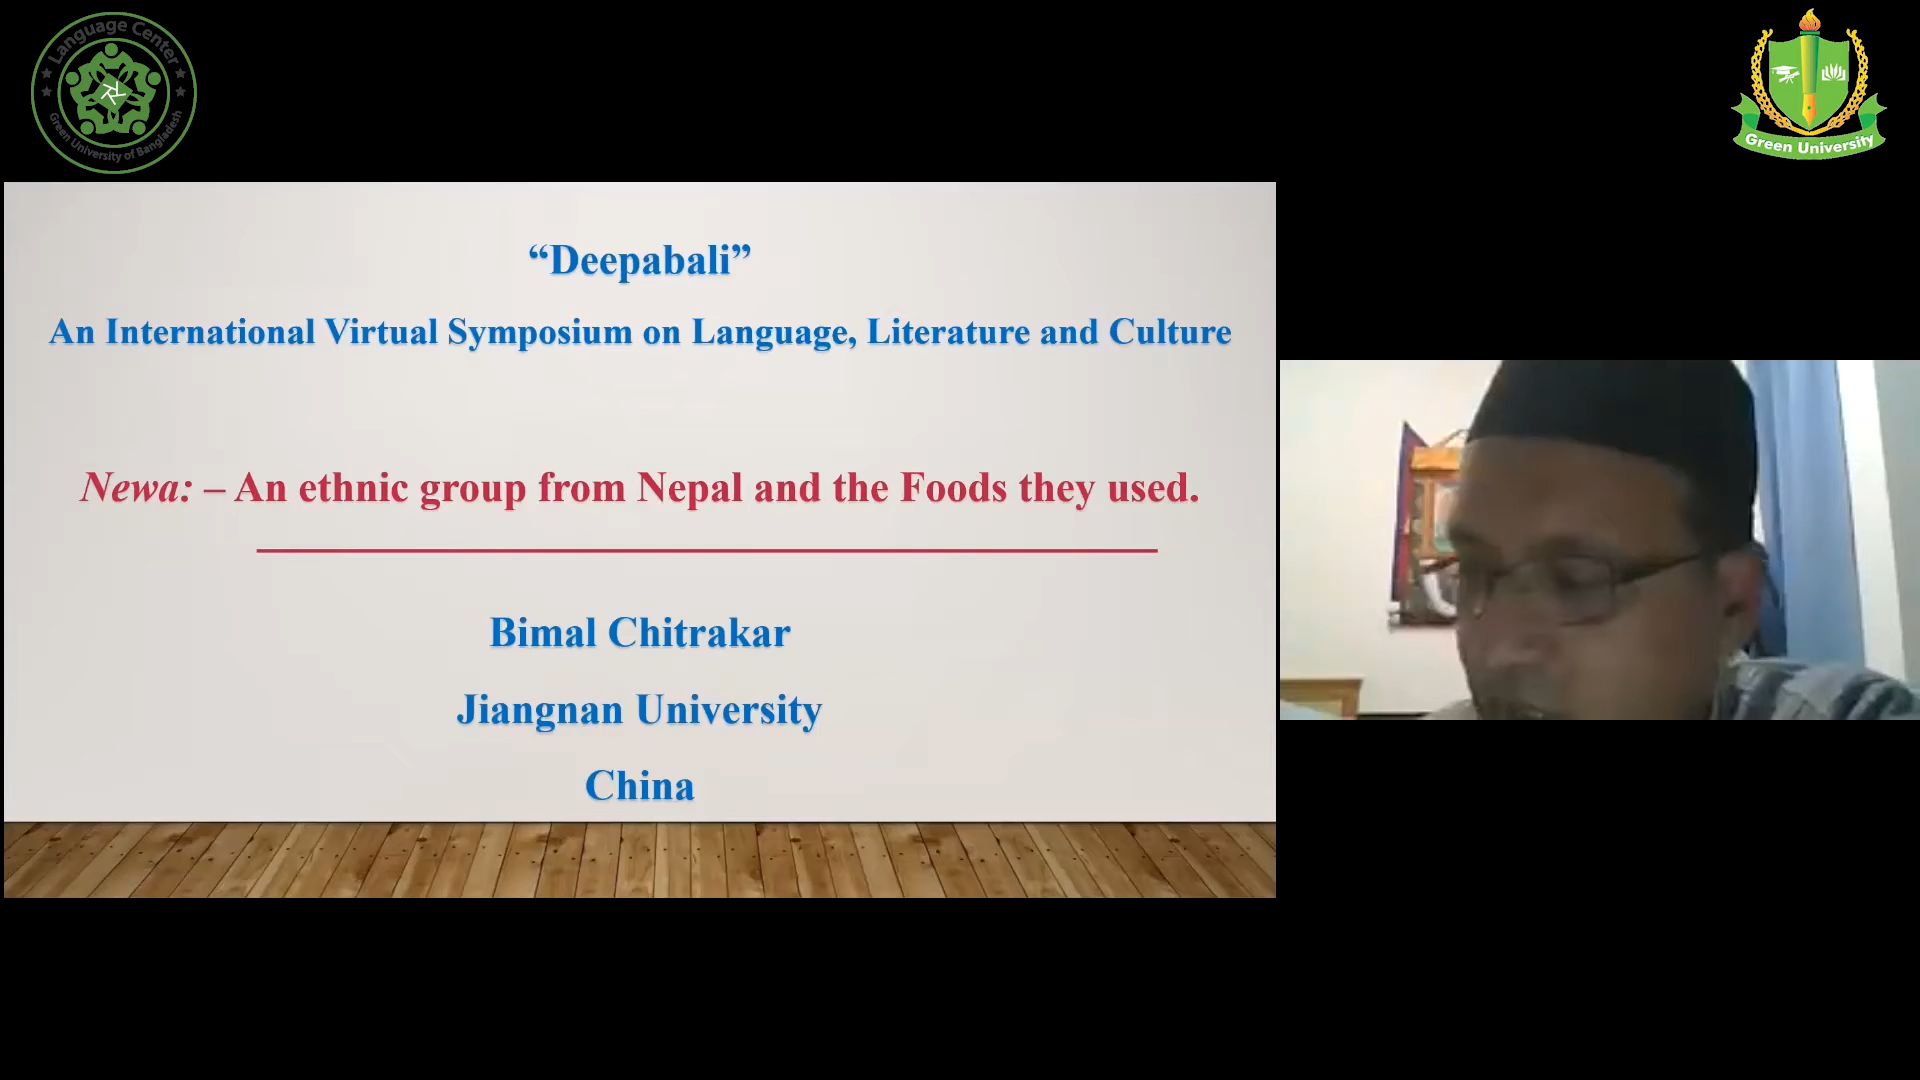 Language Center
Green University of Bangladesh
Green University
“Deepabali”
An International Virtual Symposium on Language, Literature and Culture
Newa: – An ethnic group from Nepal and the Foods they used.
Bimal Chitrakar
Jiangnan University
China